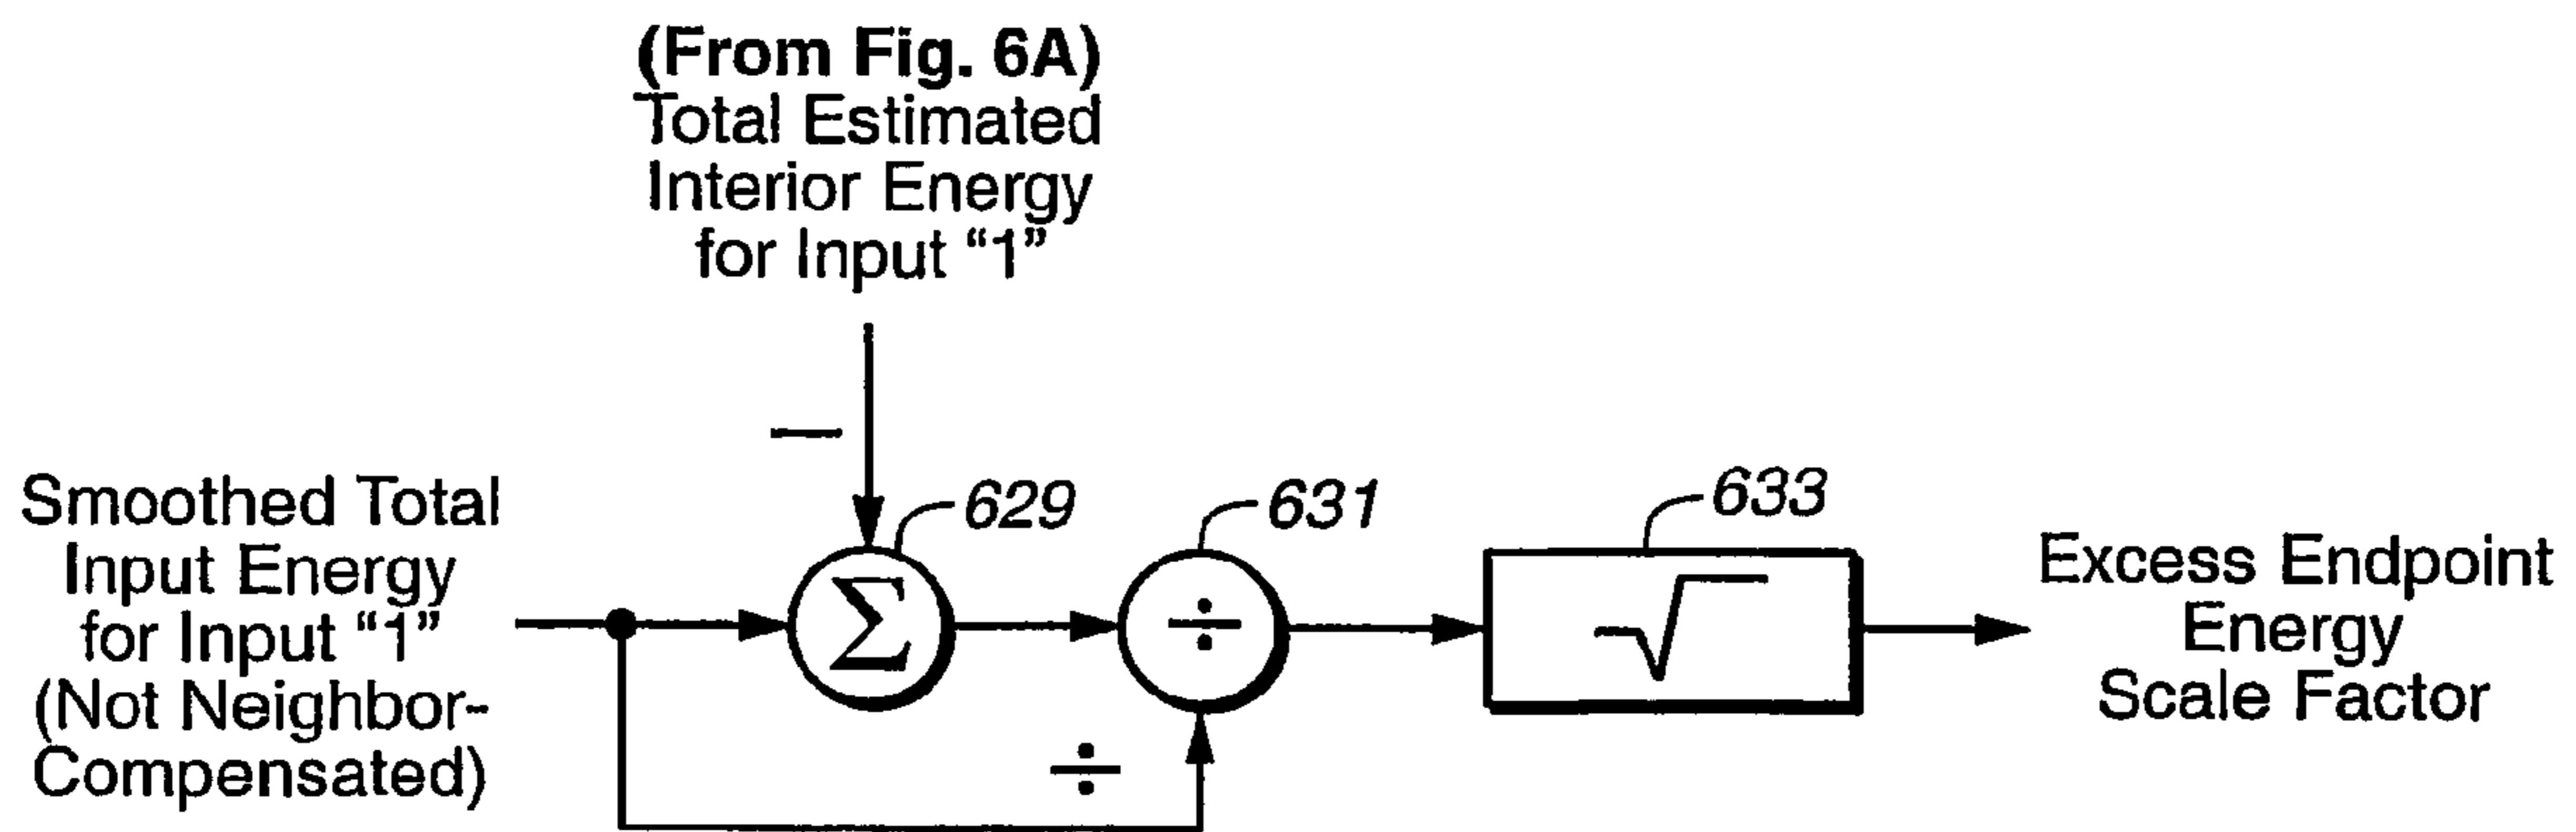 (From Fig. 6A)
Total Estimated
Interior Energy
for Input “1”
—
629
631
633
Smoothed Total
Input Energy
for Input “1”
(Not Neighbor-
Compensated)
Σ
÷
√
÷
Excess Endpoint
Energy
Scale Factor